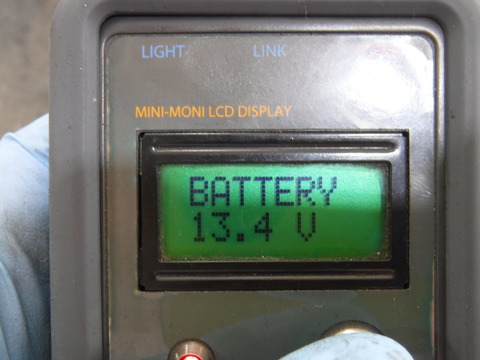 LIGHT LINK
MINI-MONI LCD DISPLAY
BATTERY
13.4 V